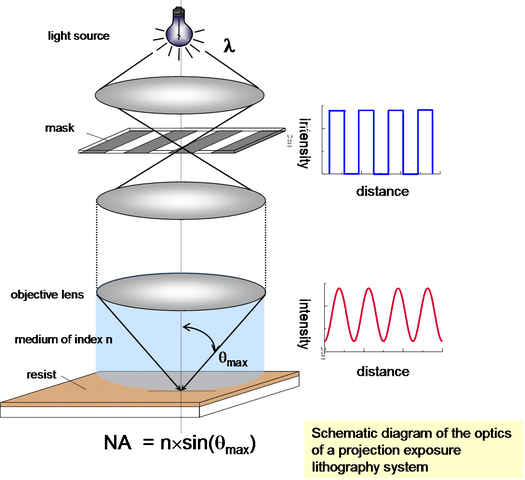 light source
λ
mask
intensity
distance
objective lens
medium of index n
θmax
resist
intensity
distance
NA = n×sin(θmax)
Schematic diagram of the optics
of a projection exposure
lithography system